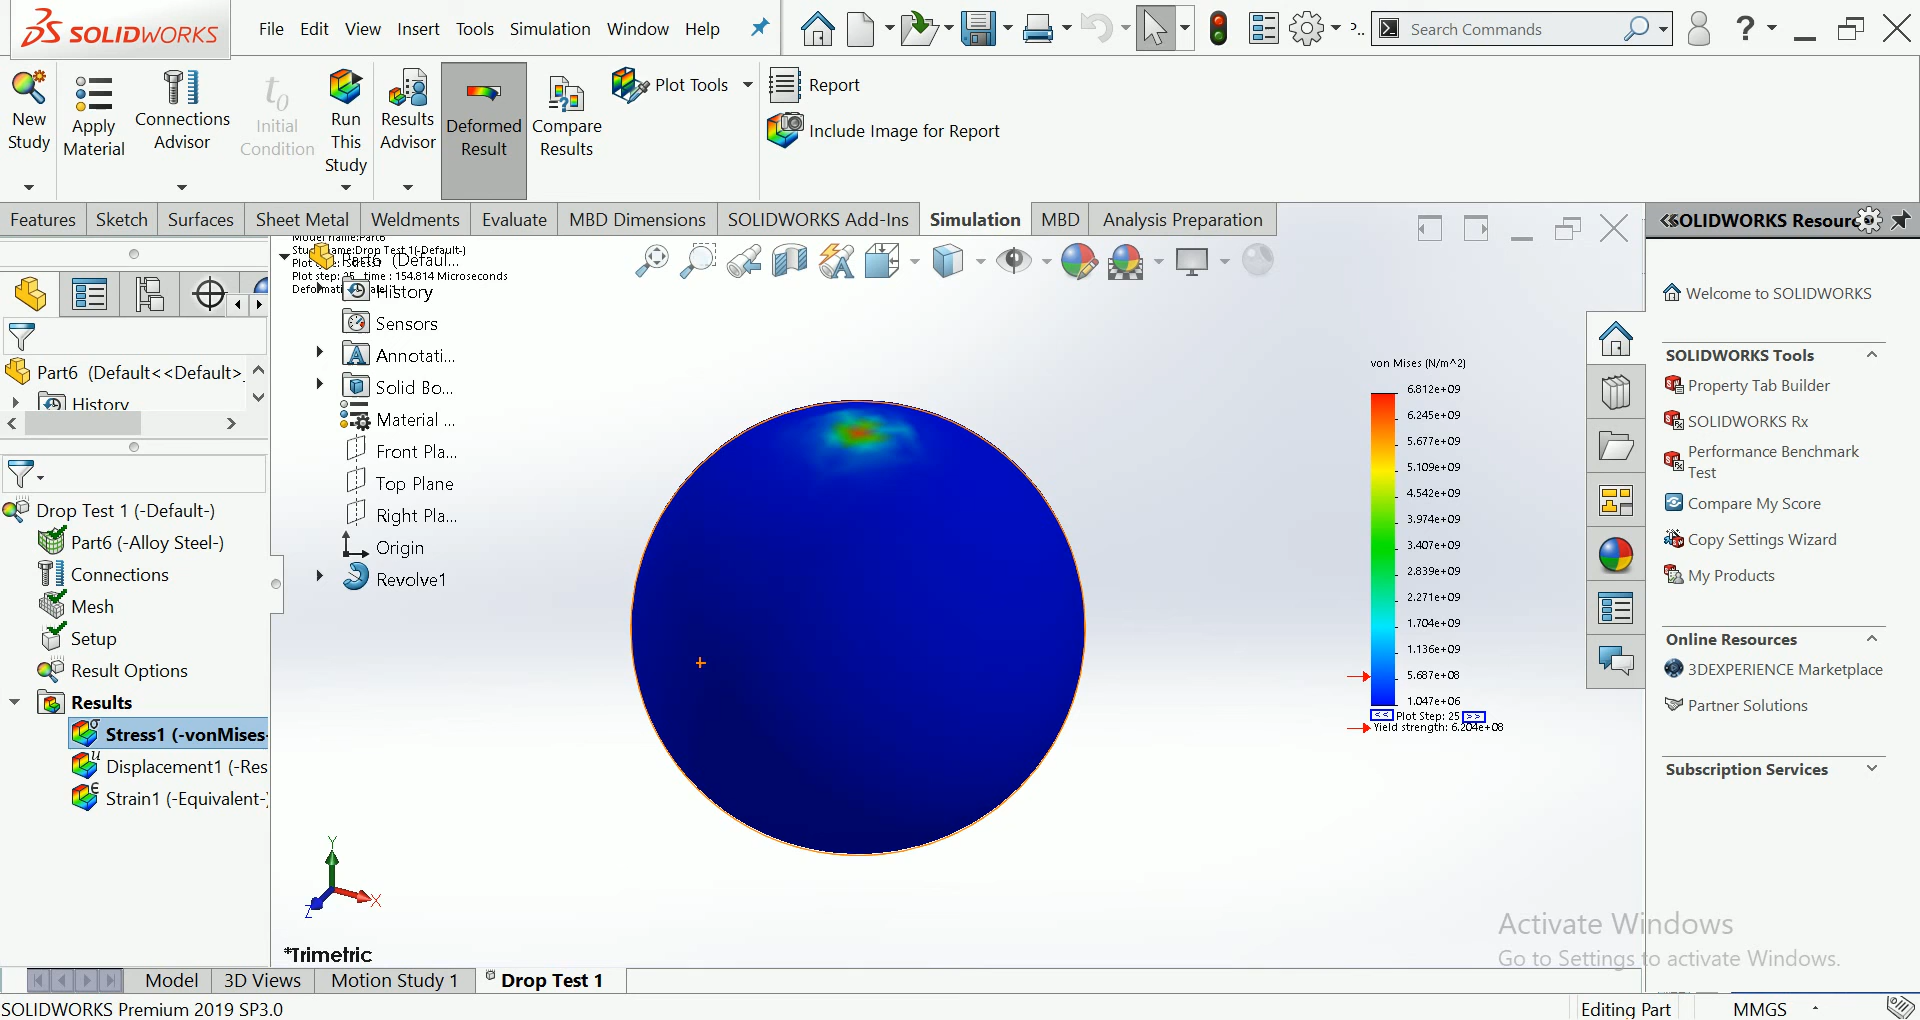 SOLIDWORKS
File Edit View Insert Tools Simulation Window Help
Search Commands
New Study
Apply Material
Connections Advisor
Initial Condition
Run This Study
Results Advisor
Deformed Result
Compare Results
Plot Tools
Report
Include Image for Report
Features Sketch Surfaces Sheet Metal Weldments Evaluate MBD Dimensions SOLIDWORKS Add-Ins Simulation MBD Analysis Preparation
Part6 (Default<<Default>
History
Drop Test 1 (-Default-)
Part6 (-Alloy Steel-)
Connections
Mesh
Setup
Result Options
Results
Stress1 (-vonMises-
Displacement1 (-Res
Strain1 (-Equivalent-)
Model name:Part6
Drop Test 1(-Default-)
Part6 (Defaul...
Plot step: 25 time : 154.814 Microseconds
History
Sensors
Annotati...
Solid Bo...
Material ...
Front Pla...
Top Plane
Right Pla...
Origin
Revolve1
von Mises (N/m^2)
6.812e+09
6.245e+09
5.677e+09
5.109e+09
4.542e+09
3.974e+09
3.407e+09
2.839e+09
2.271e+09
1.704e+09
1.136e+09
5.687e+08
1.047e+06
<< Plot Step: 25 >>
Yield strength: 6.204e+08
Y
X
Z
*Trimetric
SOLIDWORKS Resour
Welcome to SOLIDWORKS
SOLIDWORKS Tools
Property Tab Builder
SOLIDWORKS Rx
Performance Benchmark
Test
Compare My Score
Copy Settings Wizard
My Products
Online Resources
3DEXPERIENCE Marketplace
Partner Solutions
Subscription Services
Activate Windows
Go to Settings to activate Windows.
Model 3D Views Motion Study 1 Drop Test 1
SOLIDWORKS Premium 2019 SP3.0
Editing Part
MMGS